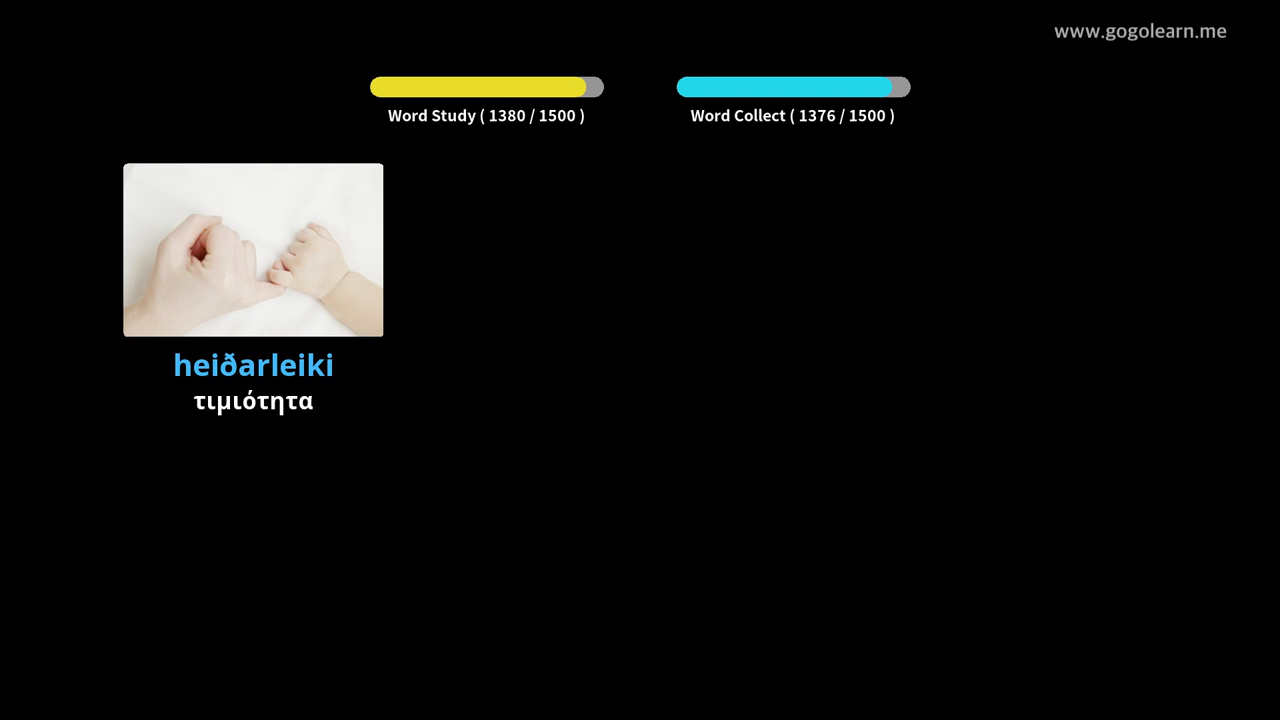 www.gogolearn.me
Word Study ( 1380 / 1500 )
Word Collect ( 1376 / 1500 )
heiðarleiki
τιμιότητα